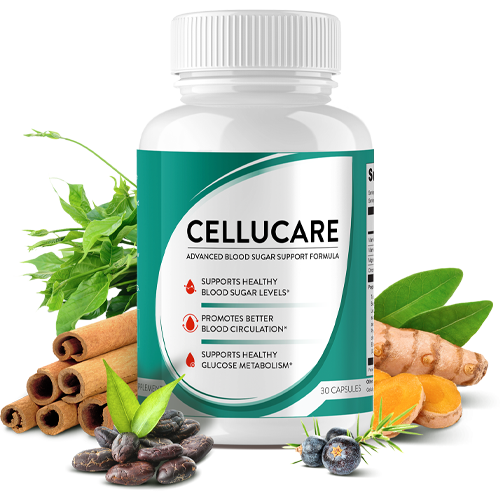 CELLUCARE
ADVANCED BLOOD SUGAR SUPPORT FORMULA
SUPPORTS HEALTHY
BLOOD SUGAR LEVELS*
PROMOTES BETTER
BLOOD CIRCULATION*
SUPPORTS HEALTHY
GLUCOSE METABOLISM*
30 CAPSULES